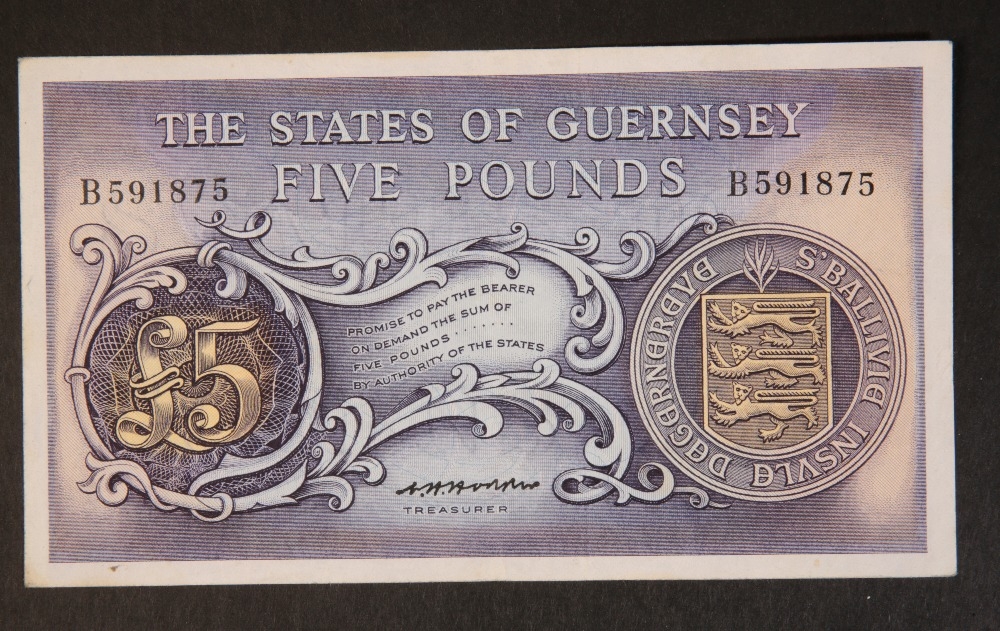 THE STATES OF GUERNSEY
FIVE POUNDS
B591875
B591875
PROMISE TO PAY THE BEARER
ON DEMAND THE SUM OF
FIVE POUNDS .......
BY AUTHORITY OF THE STATES
£5
S'BALLIVIE INSVLE DEGERNEREYE
TREASURER